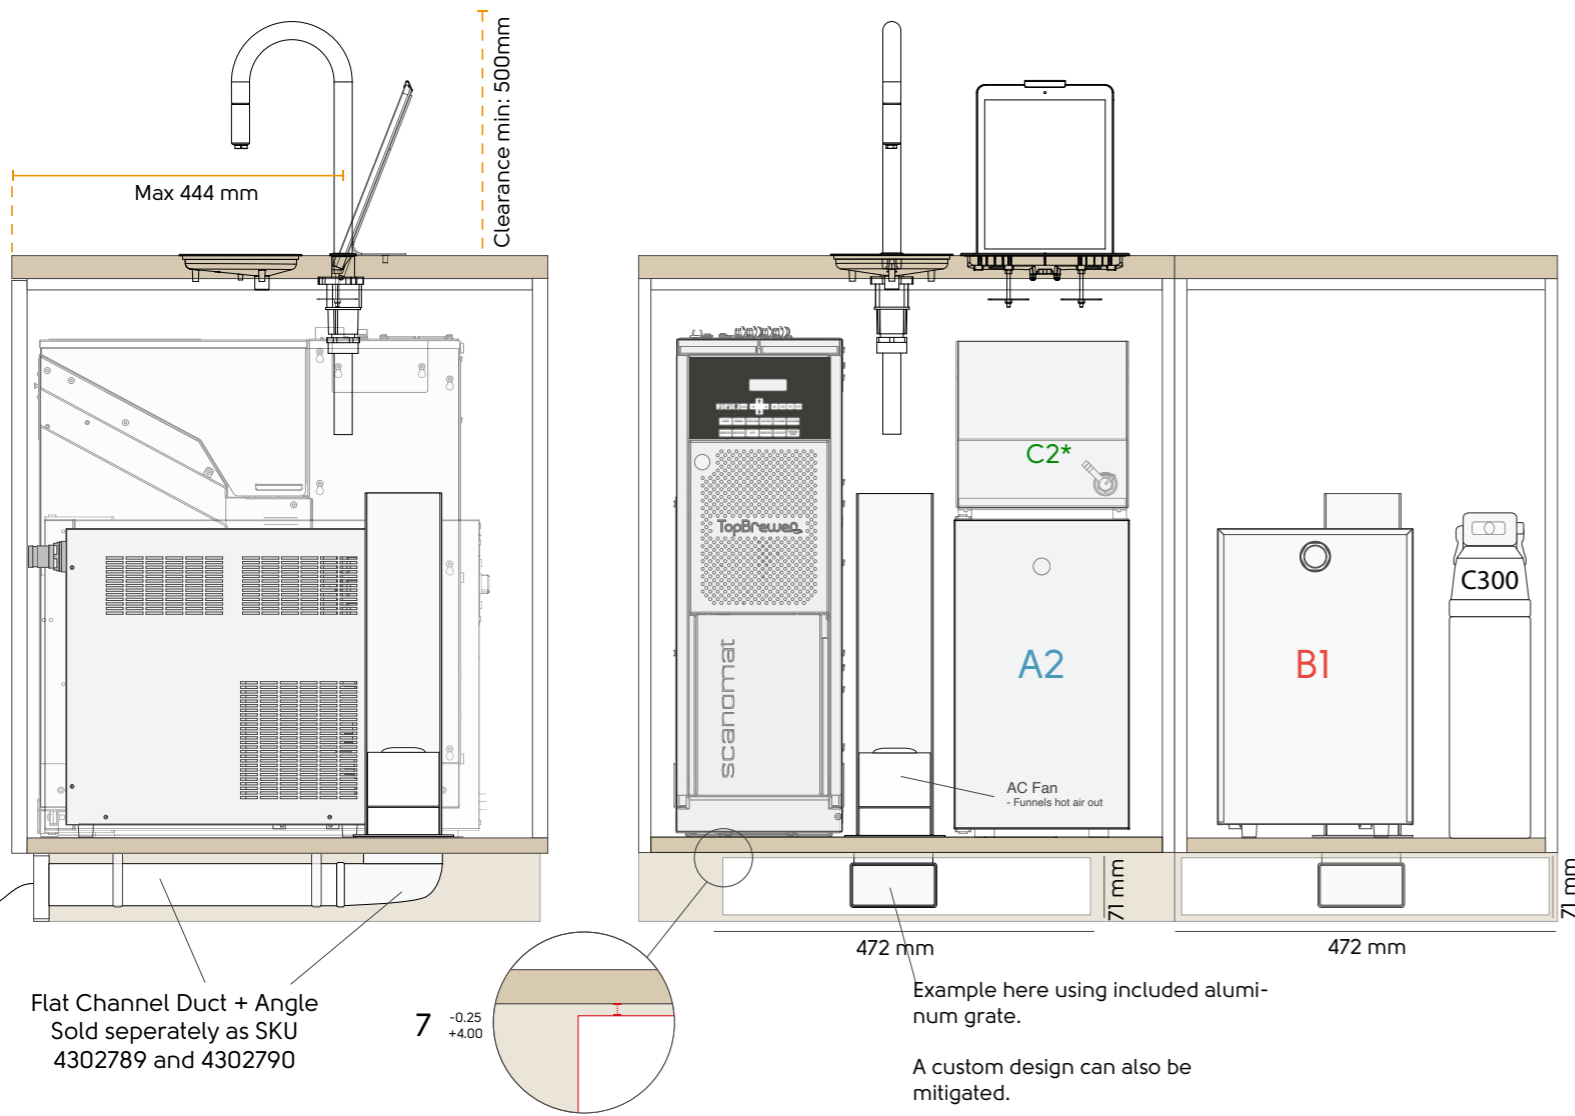 Clearance min: 500mm
Max 444 mm
C2*
TopBrewer
C300
A2
B1
scanomat
AC Fan
- Funnels hot air out
71 mm
71 mm
472 mm
472 mm
Flat Channel Duct + Angle
Sold seperately as SKU
4302789 and 4302790
7 -0.25
+4.00
Example here using included alumi-
num grate.
A custom design can also be
mitigated.